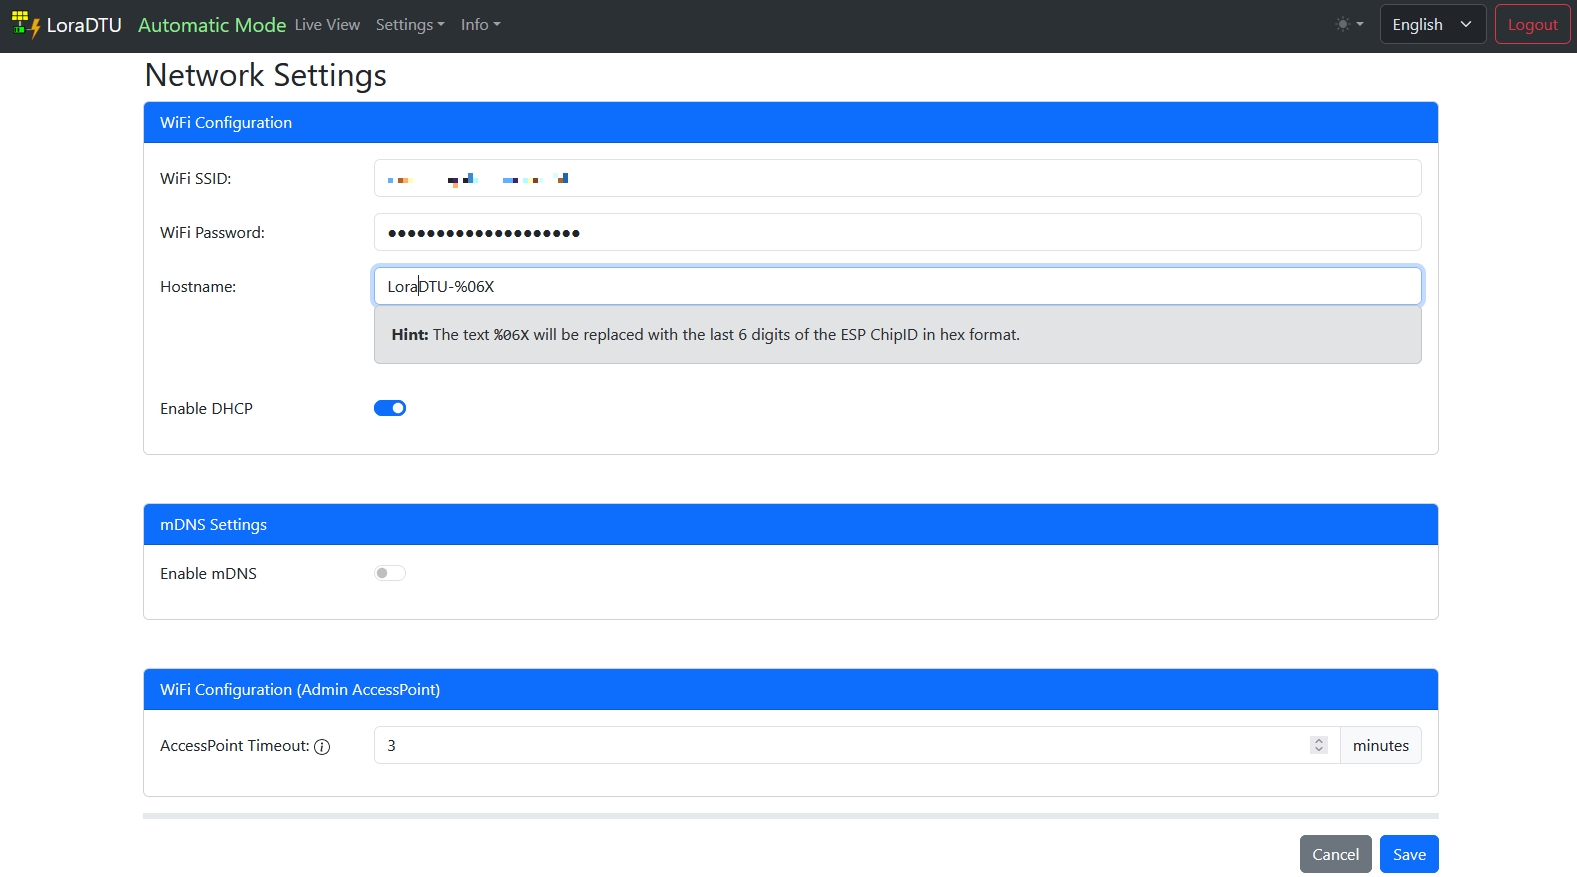 LoraDTU Automatic Mode Live View Settings Info English Logout
Network Settings
WiFi Configuration
WiFi SSID:
WiFi Password: ••••••••••••••••••••
Hostname: LoraDTU-%06X
Hint: The text %06X will be replaced with the last 6 digits of the ESP ChipID in hex format.
Enable DHCP
mDNS Settings
Enable mDNS
WiFi Configuration (Admin AccessPoint)
AccessPoint Timeout: 3 minutes
Cancel Save